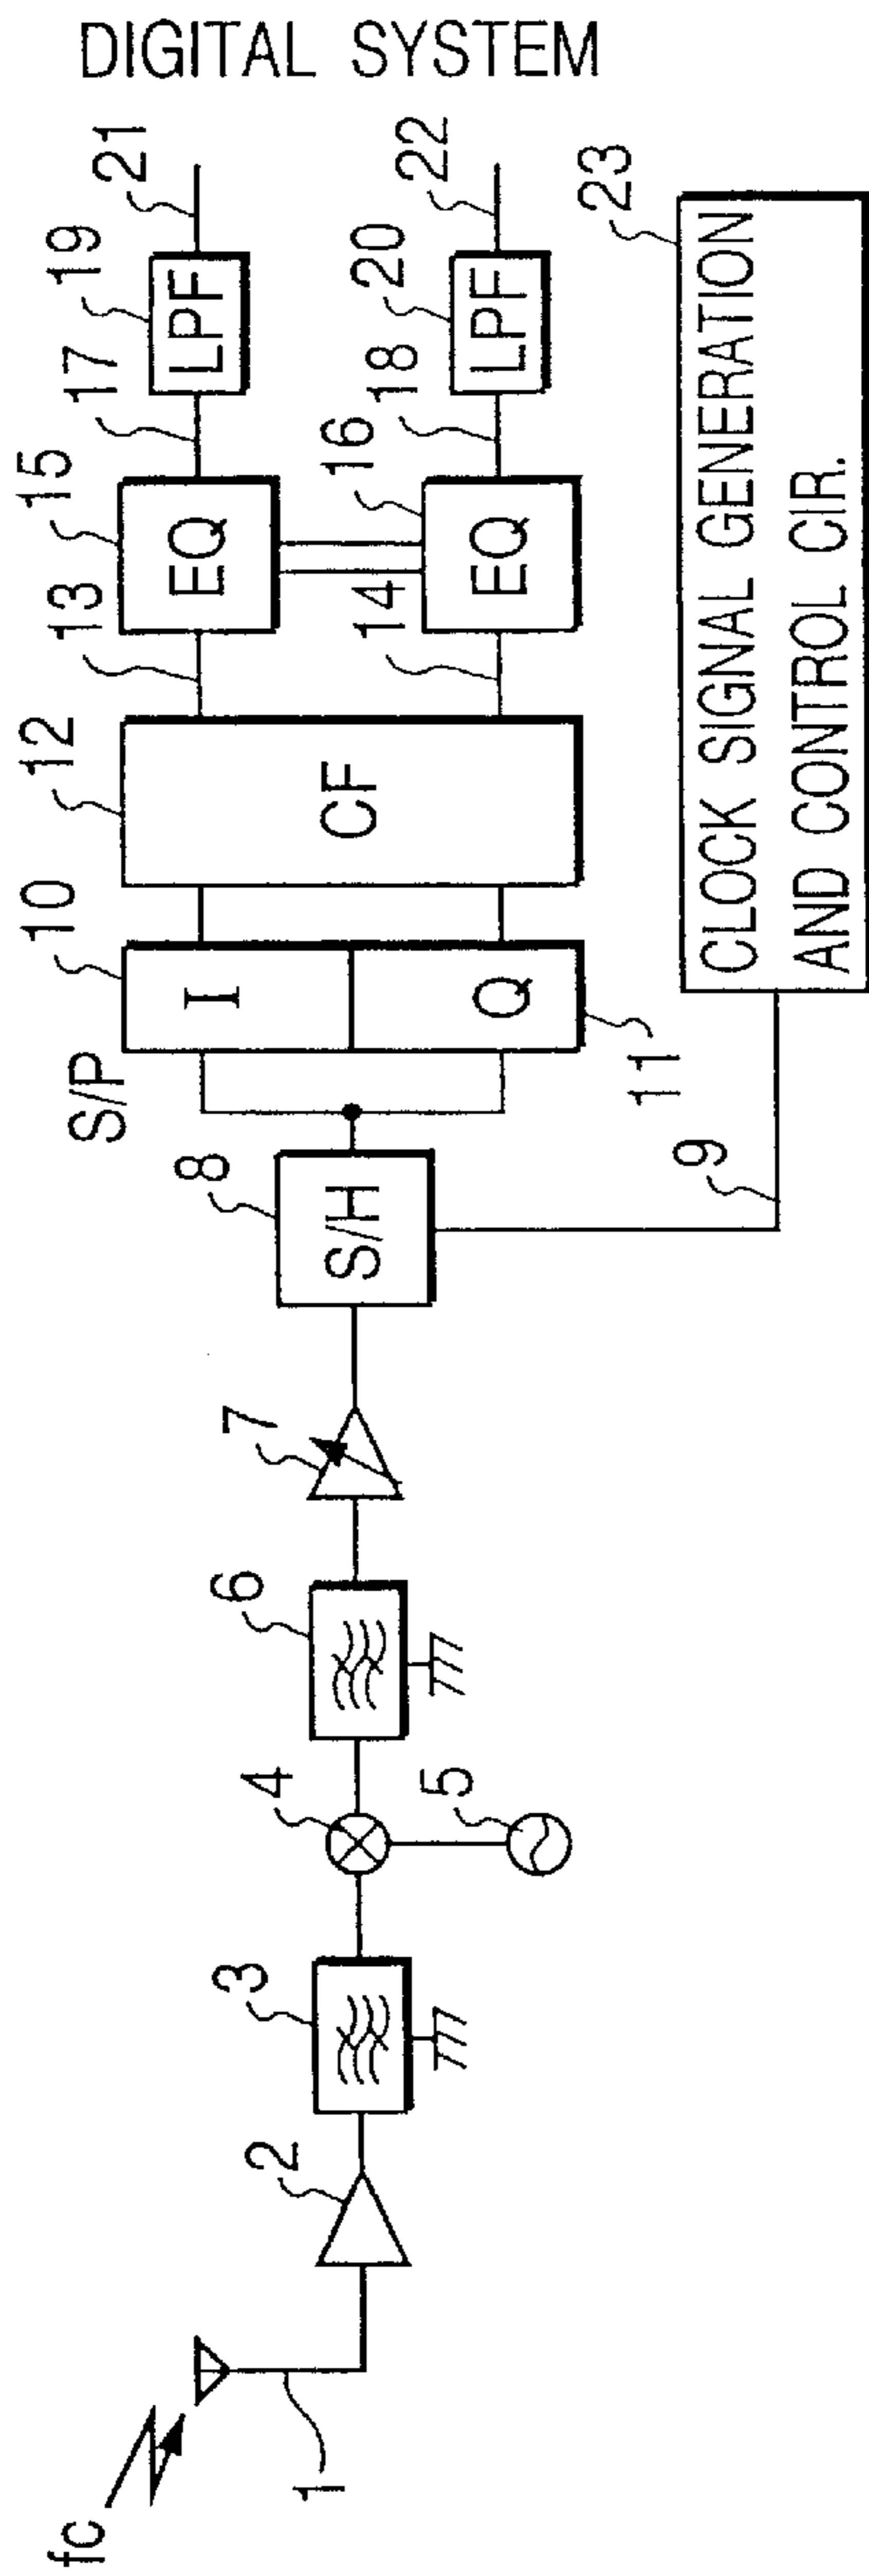 DIGITAL SYSTEM
fc
1
2
3
4
5
6
7
8
S/H
9
S/P
10
I
Q
11
12
CF
13
14
15
EQ
16
EQ
17
18
19
LPF
20
LPF
21
22
23
CLOCK SIGNAL GENERATION
AND CONTROL CIR.